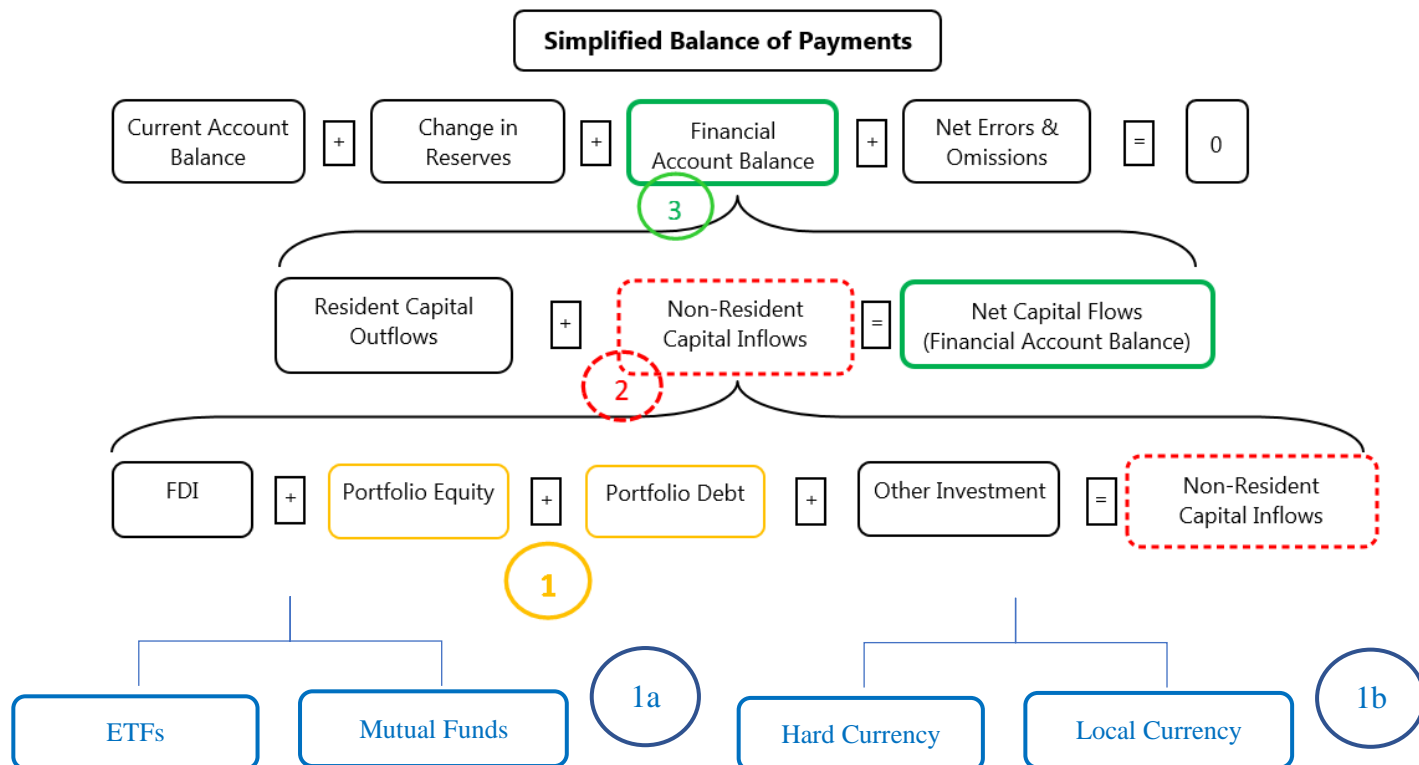 Simplified Balance of Payments
Current Account
Balance
+
Change in
Reserves
+
Financial
Account Balance
+
Net Errors &
Omissions
=
0
3
Resident Capital
Outflows
+
Non-Resident
Capital Inflows
=
Net Capital Flows
(Financial Account Balance)
2
FDI
+
Portfolio Equity
+
Portfolio Debt
+
Other Investment
=
Non-Resident
Capital Inflows
1
ETFs
Mutual Funds
1a
Hard Currency
Local Currency
1b